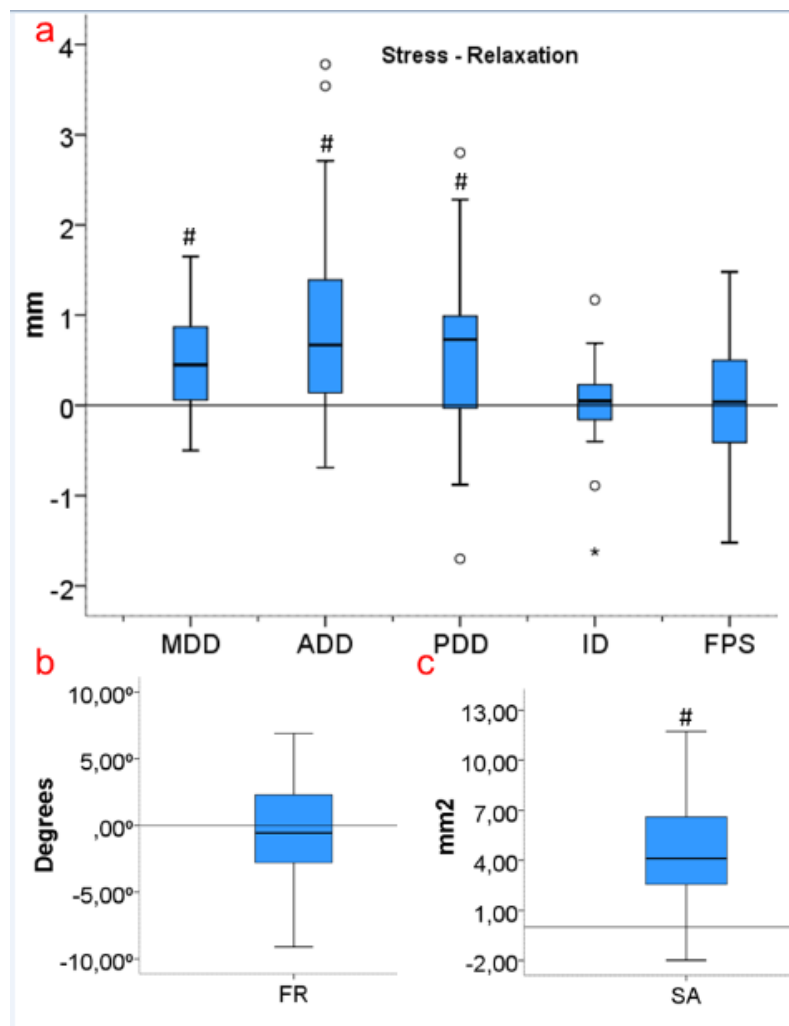 a
Stress - Relaxation
4
3
2
1
0
-1
-2
mm
# # #
*
MDD ADD PDD ID FPS
b
10,00º
5,00º
,00º
-5,00º
-10,00º
Degrees
FR
c
13,00
10,00
7,00
4,00
1,00
-2,00
mm2
#
SA